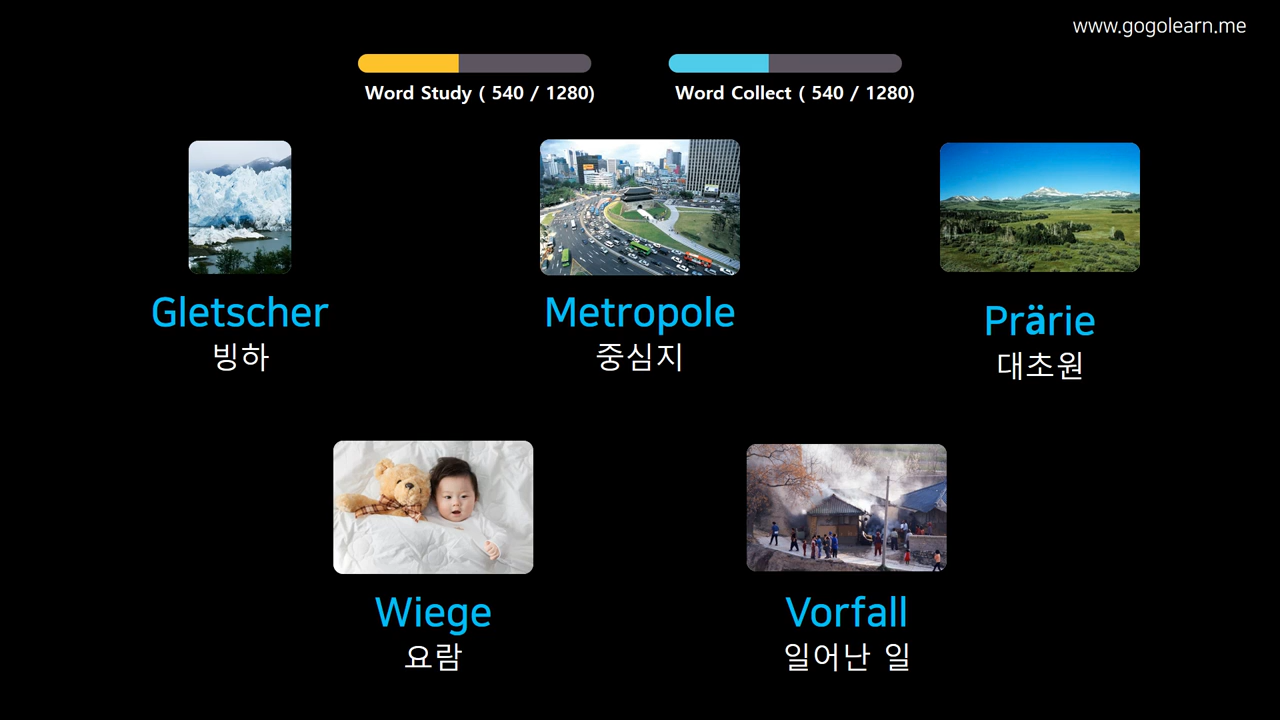 www.gogolearn.me
Word Study ( 540 / 1280)
Word Collect ( 540 / 1280)
Gletscher
빙하
Metropole
중심지
Prärie
대초원
Wiege
요람
Vorfall
일어난 일